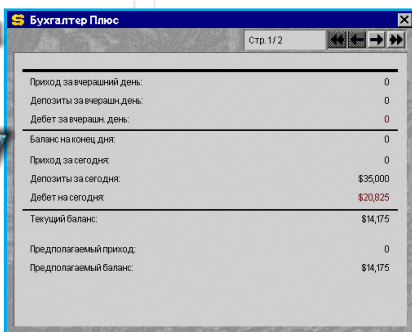 Бухгалтер Плюс
Стр. 1 / 2
Приход за вчерашний день: 0
Депозиты за вчерашн. день: 0
Дебет за вчерашн. день: 0
Баланс на конец дня: 0
Приход за сегодня: 0
Депозиты за сегодня: $35,000
Дебет на сегодня: $20,825
Текущий баланс: $14,175
Предполагаемый приход: 0
Предполагаемый баланс: $14,175